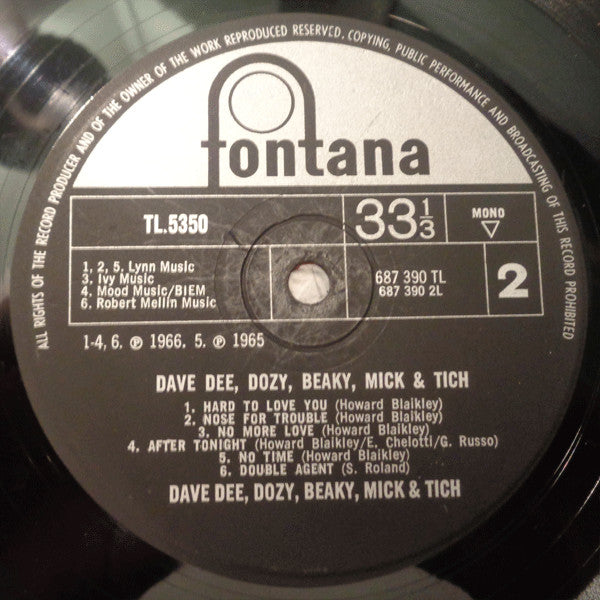 ALL RIGHTS OF THE RECORD PRODUCER AND OF THE OWNER OF THE WORK REPRODUCED RESERVED. COPYING, PUBLIC PERFORMANCE AND BROADCASTING OF THIS RECORD PROHIBITED
fontana
TL.5350
33 1/3
MONO
1, 2, 5. Lynn Music
3. Ivy Music
4. Mood Music/BIEM
6. Robert Mellin Music
687 390 TL
687 390 2L
2
1-4, 6. ℗ 1966. 5. ℗ 1965
DAVE DEE, DOZY, BEAKY, MICK & TICH
1. HARD TO LOVE YOU (Howard Blaikley)
2. NOSE FOR TROUBLE (Howard Blaikley)
3. NO MORE LOVE (Howard Blaikley)
4. AFTER TONIGHT (Howard Blaikley/E. Chelotti/G. Russo)
5. NO TIME (Howard Blaikley)
6. DOUBLE AGENT (S. Roland)
DAVE DEE, DOZY, BEAKY, MICK & TICH